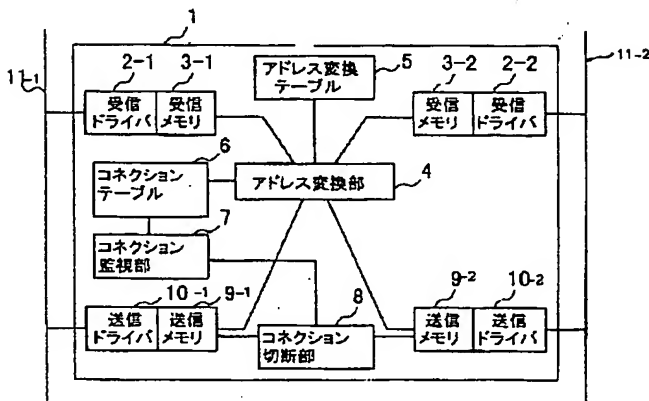 1
11-1
11-2
2-1
3-1
5
3-2
2-2
受信
ドライバ
受信
メモリ
アドレス変換
テーブル
受信
メモリ
受信
ドライバ
6
コネクション
テーブル
アドレス変換部
4
7
コネクション
監視部
10-1
9-1
8
9-2
10-2
送信
ドライバ
送信
メモリ
コネクション
切断部
送信
メモリ
送信
ドライバ